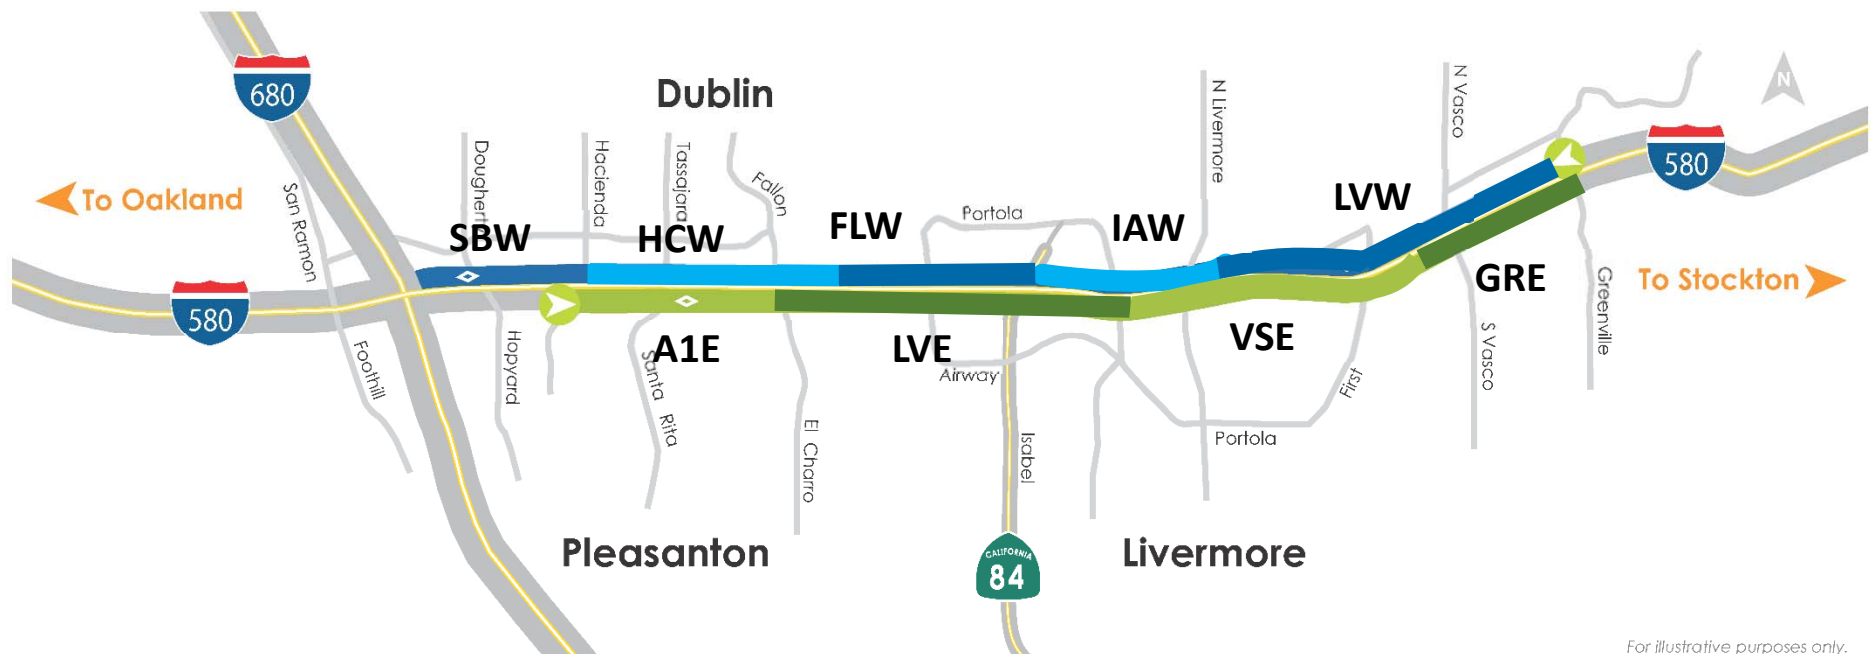 680
Dublin
N Livermore
N Vasco
N
Dougherty
Hacienda
Tassajara
Fallon
580
To Oakland
San Ramon
SBW
HCW
FLW
Portola
IAW
LVW
GRE
Greenville
To Stockton
580
Foothill
Hopyard
A1E
Santa Rita
LVE
Airway
VSE
First
S Vasco
El Charro
Isabel
Portola
Pleasanton
CALIFORNIA
84
Livermore
For illustrative purposes only.